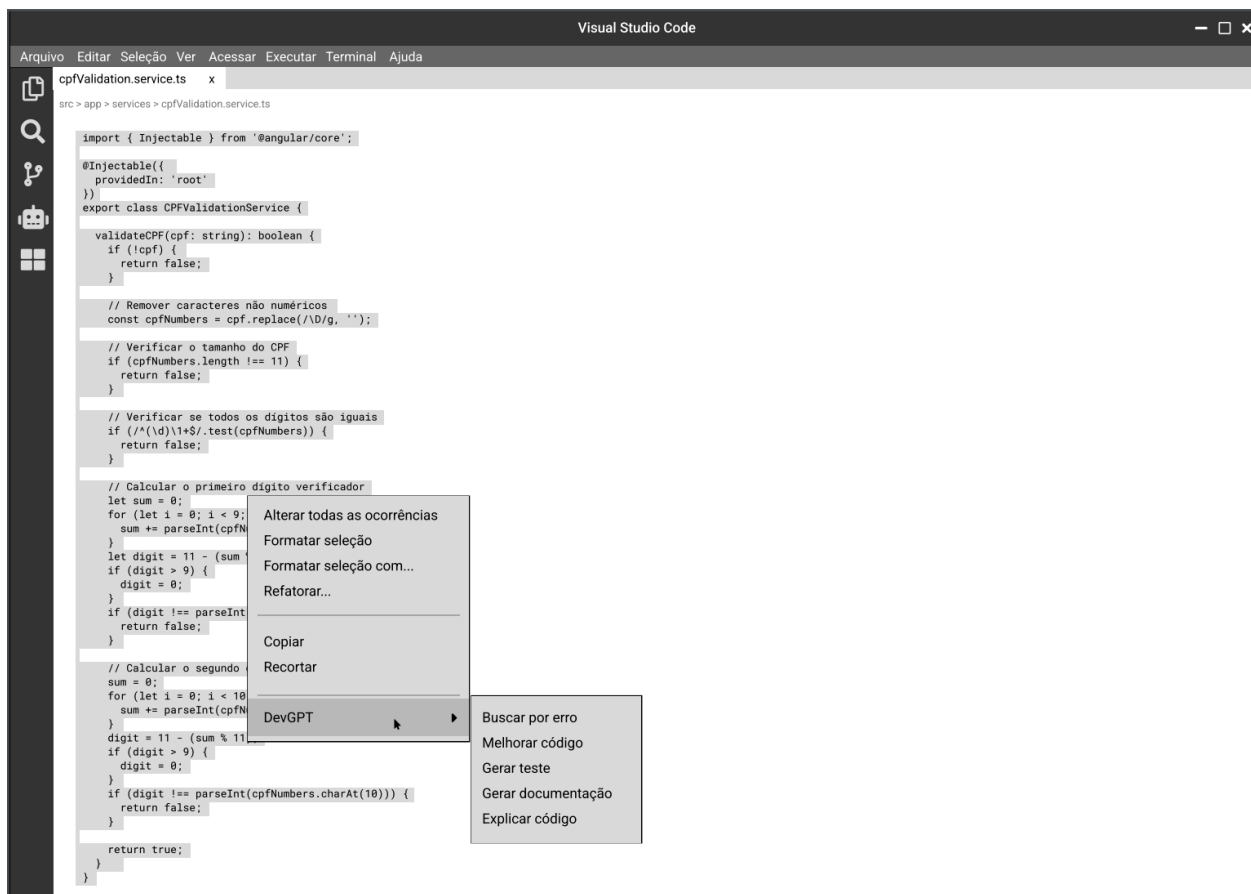 Visual Studio Code
Arquivo Editar Seleção Ver Acessar Executar Terminal Ajuda
cpfValidation.service.ts x
src > app > services > cpfValidation.service.ts
import { Injectable } from '@angular/core';
@Injectable({
providedIn: 'root'
})
export class CPFValidationService {
validateCPF(cpf: string): boolean {
if (!cpf) {
return false;
}
// Remover caracteres não numéricos
const cpfNumbers = cpf.replace(/\D/g, '');
// Verificar o tamanho do CPF
if (cpfNumbers.length !== 11) {
return false;
}
// Verificar se todos os dígitos são iguais
if (/^(\d)\1+$/.test(cpfNumbers)) {
return false;
}
// Calcular o primeiro dígito verificador
let sum = 0;
for (let i = 0; i < 9;
sum += parseInt(cpfN
}
let digit = 11 - (sum
if (digit > 9) {
digit = 0;
}
if (digit !== parseInt
return false;
}
// Calcular o segundo
sum = 0;
for (let i = 0; i < 10
sum += parseInt(cpfN
}
digit = 11 - (sum % 11
if (digit > 9) {
digit = 0;
}
if (digit !== parseInt(cpfNumbers.charAt(10))) {
return false;
}
return true;
}
}
Alterar todas as ocorrências
Formatar seleção
Formatar seleção com...
Refatorar...
Copiar
Recortar
DevGPT
Buscar por erro
Melhorar código
Gerar teste
Gerar documentação
Explicar código